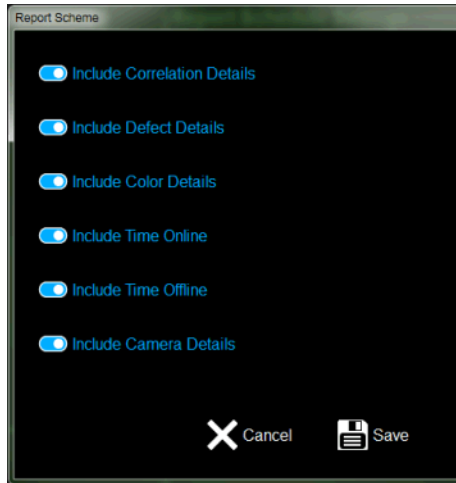 Report Scheme
Include Correlation Details
Include Defect Details
Include Color Details
Include Time Online
Include Time Offline
Include Camera Details
Cancel Save